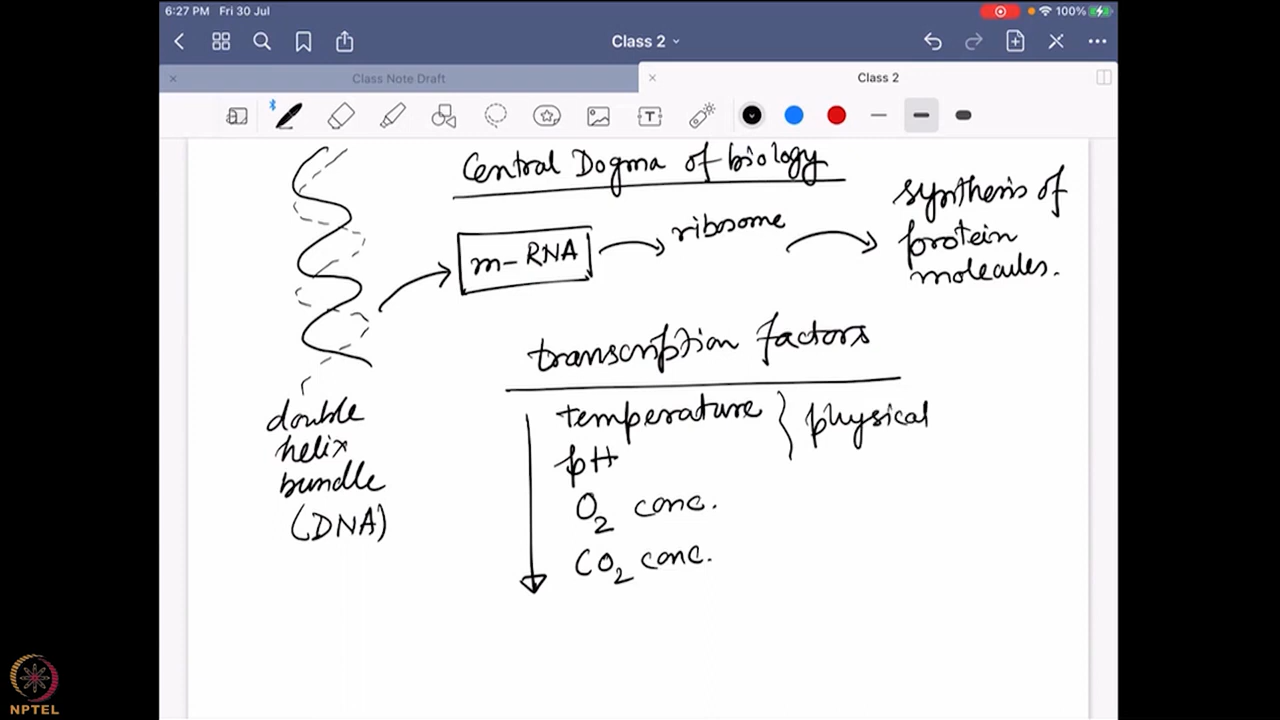 6:27 PM Fri 30 Jul
100%
Class 2
Class Note Draft
Class 2
Central Dogma of biology
m-RNA
ribosome
synthesis of
protein
molecules.
transcription factors
temperature } physical
pH
O2 conc.
CO2 conc.
double
helix
bundle
(DNA)
NPTEL